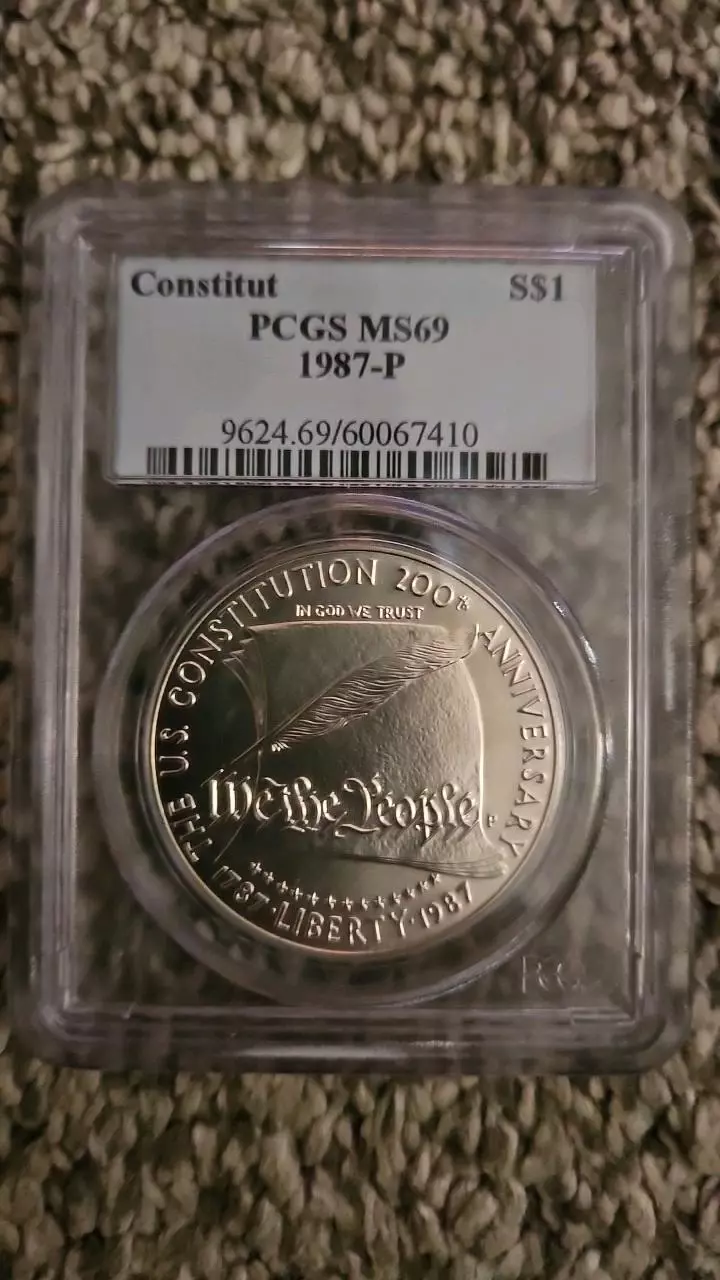 Constitut S$1
PCGS MS69
1987-P
9624.69/60067410
THE U.S. CONSTITUTION 200th ANNIVERSARY
IN GOD WE TRUST
We the People
P
1787·LIBERTY·1987